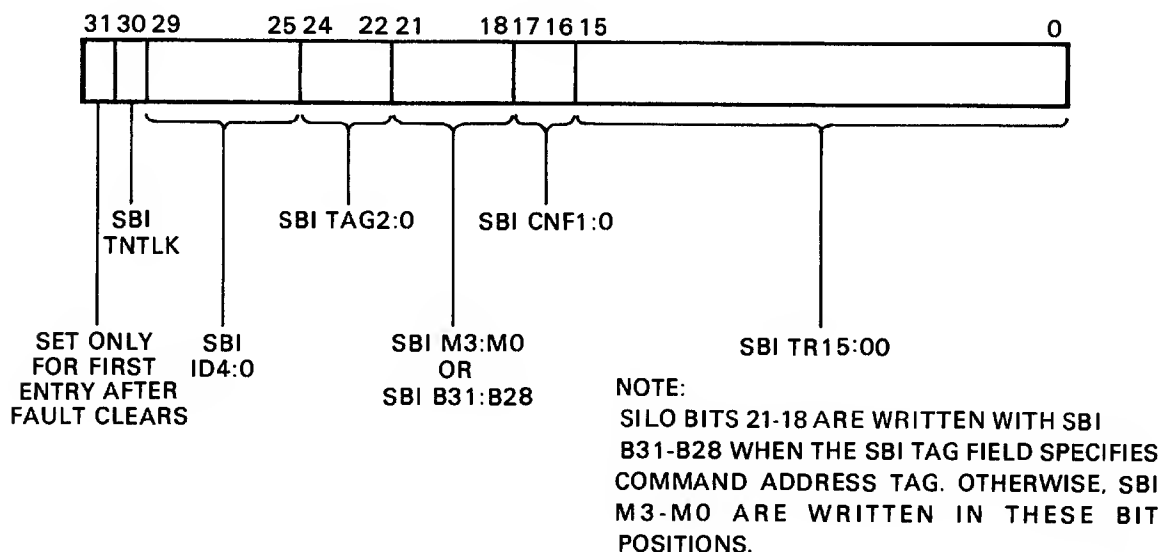 31 30 29 25 24 22 21 18 17 16 15 0
SBI
TNTLK
SBI TAG2:0
SBI CNF1:0
SET ONLY
FOR FIRST
ENTRY AFTER
FAULT CLEARS
SBI
ID4:0
SBI M3:M0
OR
SBI B31:B28
SBI TR15:00
NOTE:
SILO BITS 21-18 ARE WRITTEN WITH SBI
B31-B28 WHEN THE SBI TAG FIELD SPECIFIES
COMMAND ADDRESS TAG. OTHERWISE, SBI
M3-M0 ARE WRITTEN IN THESE BIT
POSITIONS.